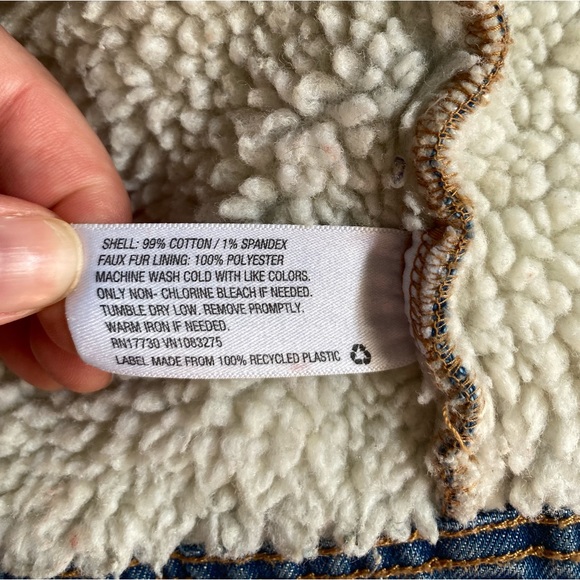 SHELL: 99% COTTON / 1% SPANDEX
FAUX FUR LINING: 100% POLYESTER
MACHINE WASH COLD WITH LIKE COLORS.
ONLY NON- CHLORINE BLEACH IF NEEDED.
TUMBLE DRY LOW. REMOVE PROMPTLY.
WARM IRON IF NEEDED.
RN17730 VN1083275
LABEL MADE FROM 100% RECYCLED PLASTIC